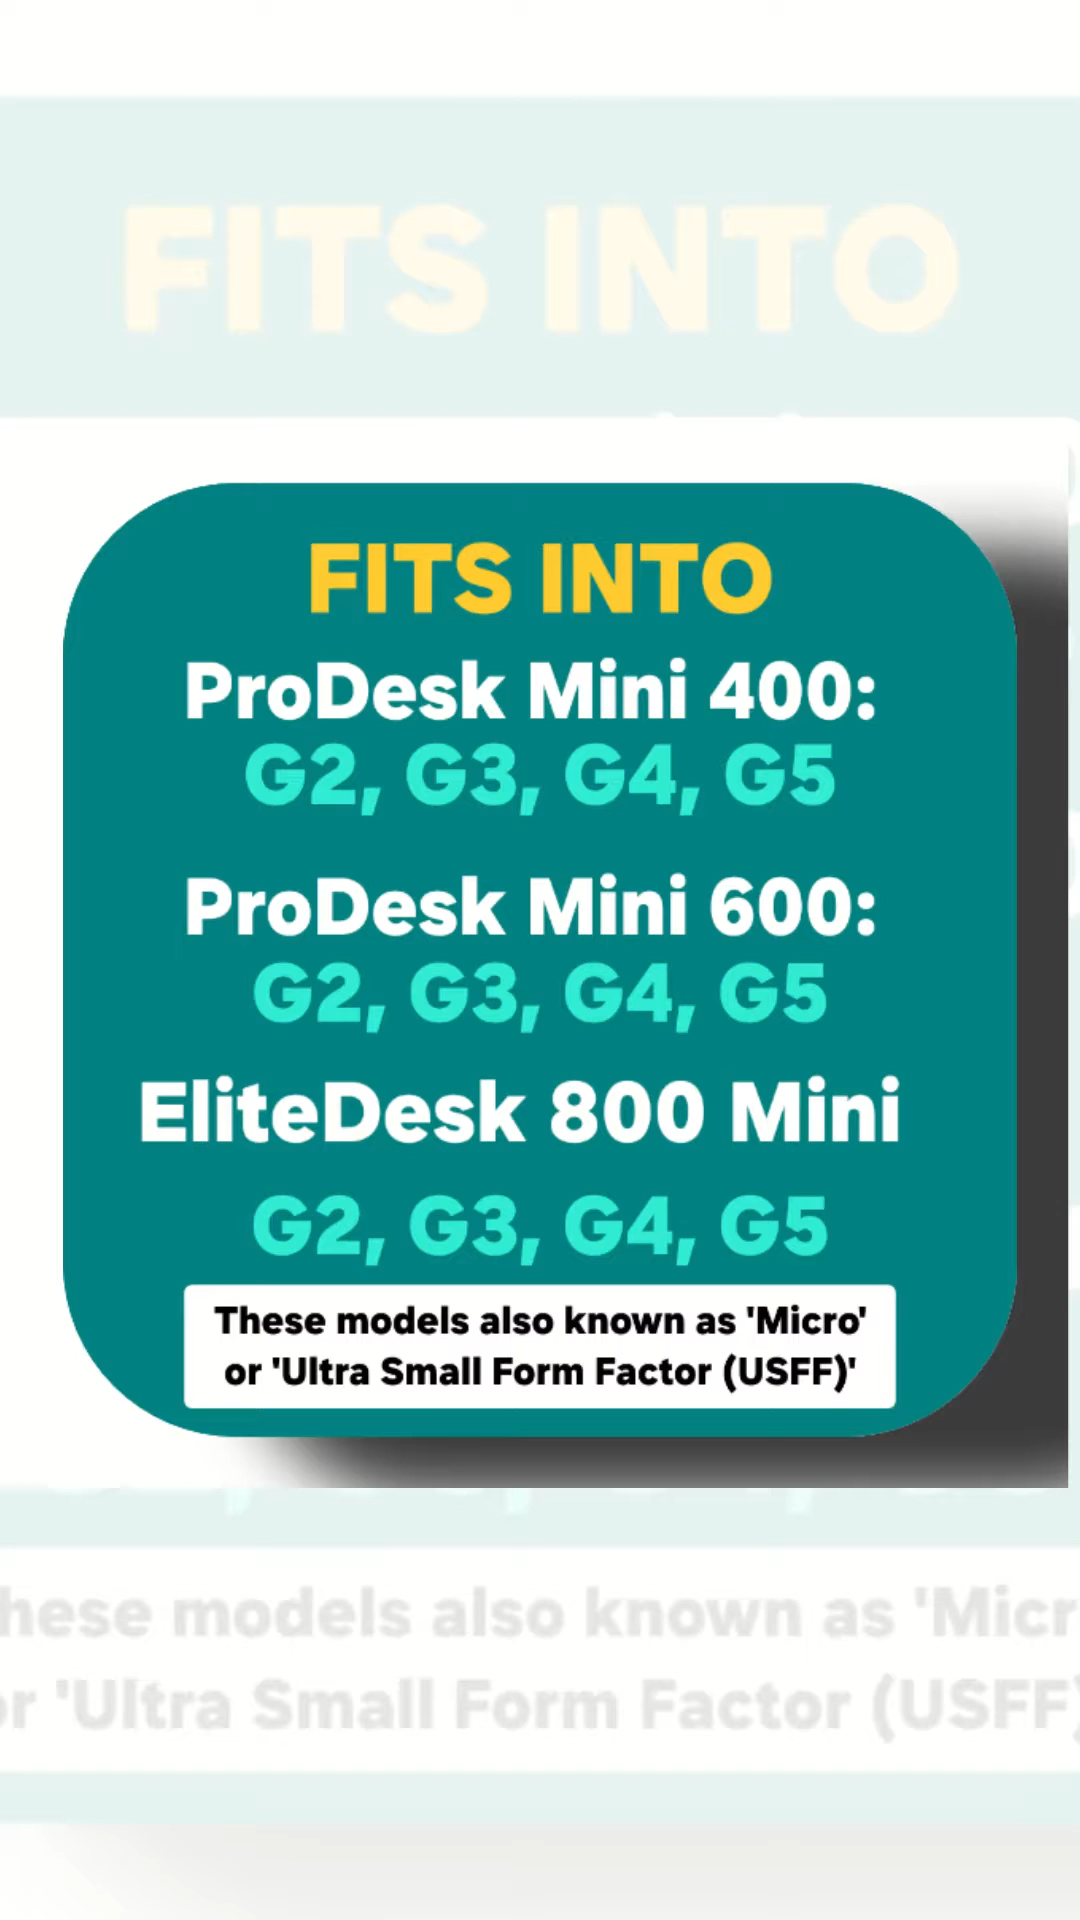 FITS INTO
FITS INTO
ProDesk Mini 400:
G2, G3, G4, G5
ProDesk Mini 600:
G2, G3, G4, G5
EliteDesk 800 Mini
G2, G3, G4, G5
These models also known as 'Micro'
or 'Ultra Small Form Factor (USFF)'
hese models also known as 'Micr
or 'Ultra Small Form Factor (USFF)